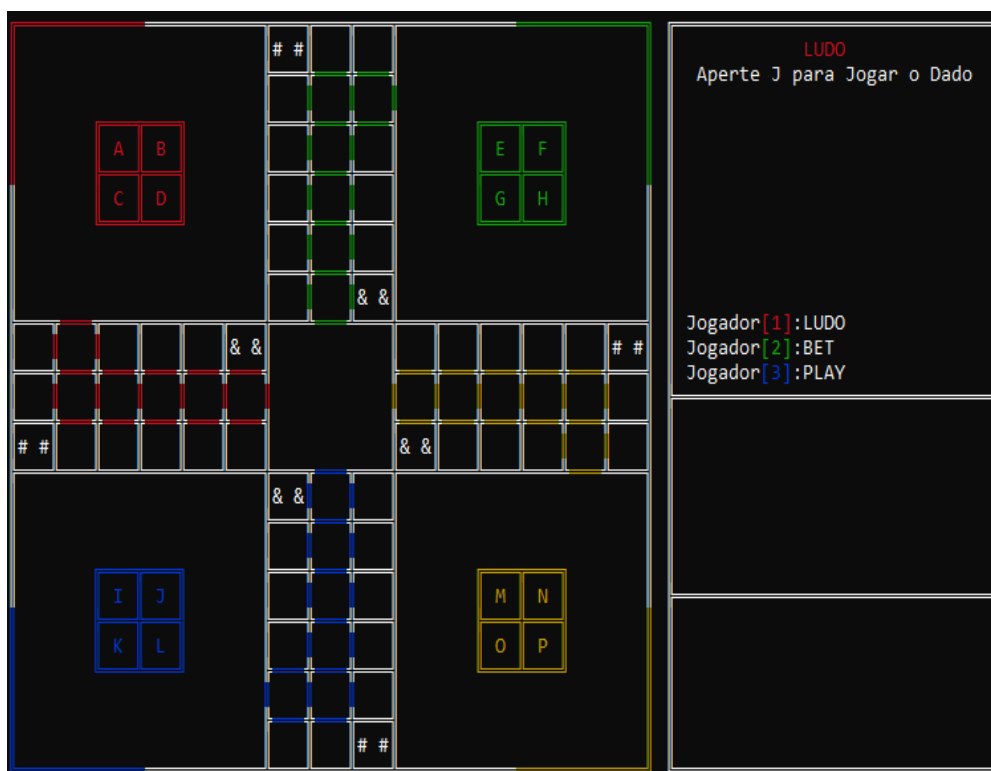 # #
LUDO
Aperte J para Jogar o Dado
A B
E F
C D
G H
& &
Jogador[1]:LUDO
& &
# #
Jogador[2]:BET
Jogador[3]:PLAY
# #
& &
& &
I J
M N
K L
O P
# #